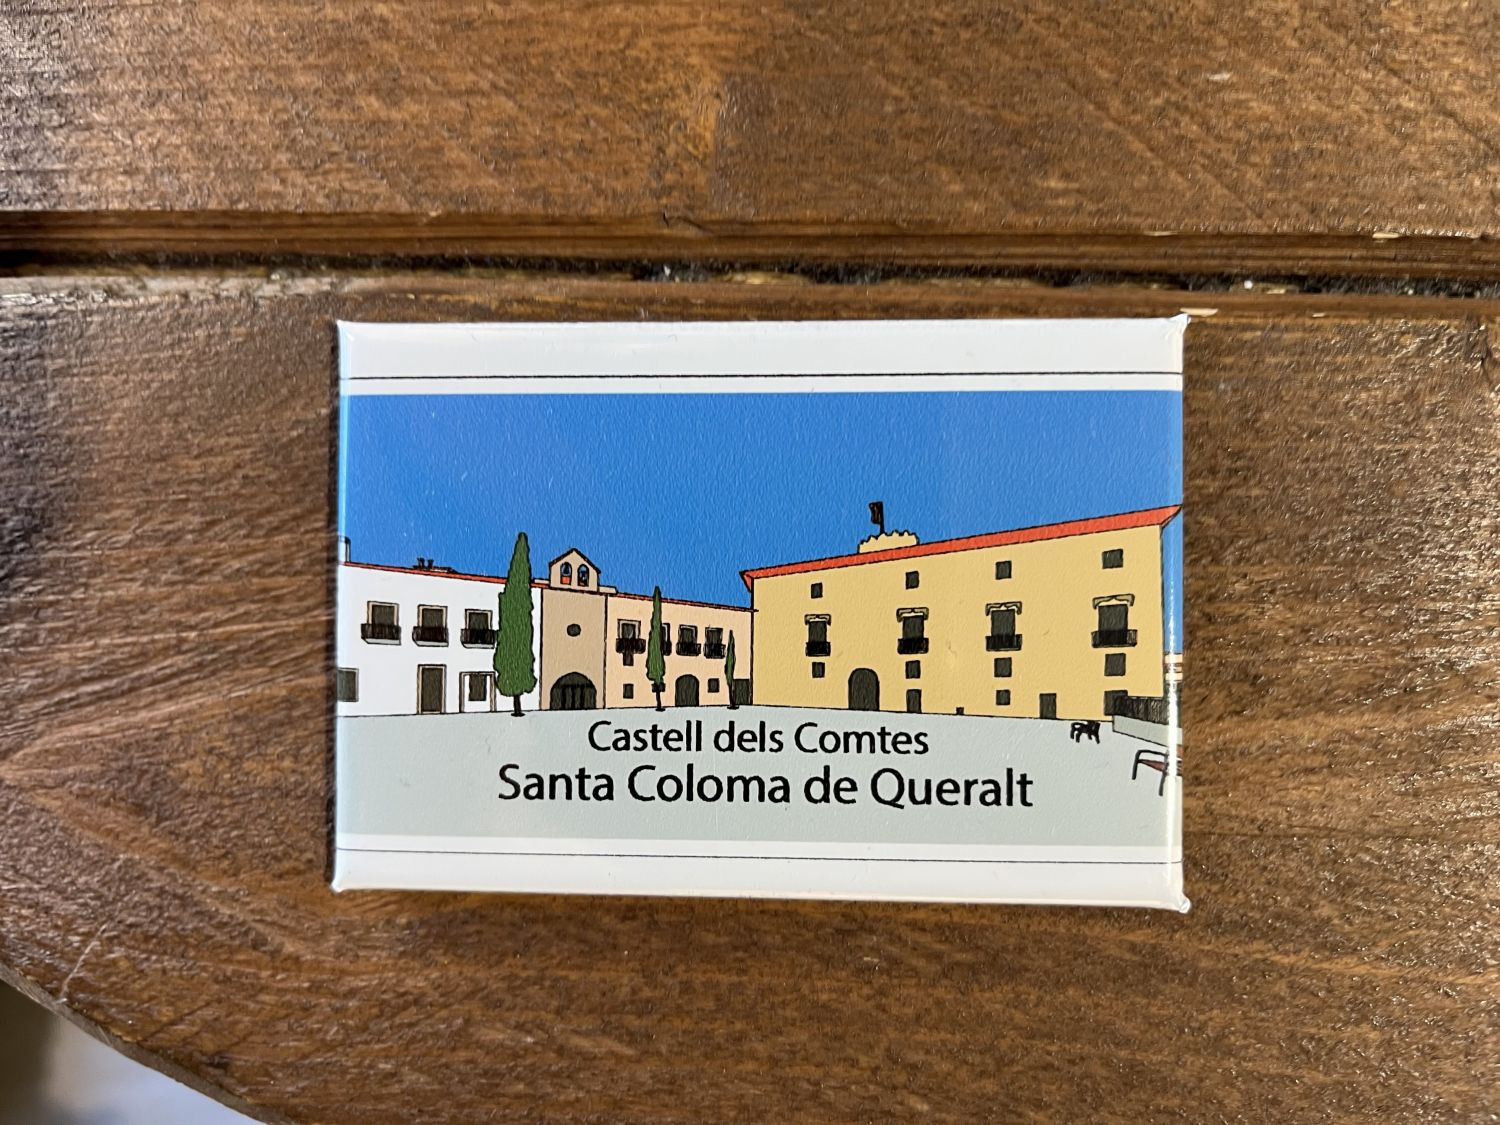 Castell dels Comtes
Santa Coloma de Queralt